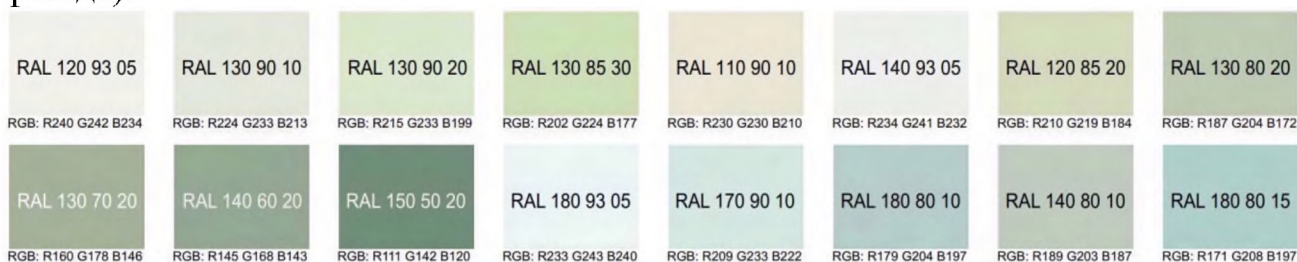 RAL 120 93 05 RAL 130 90 10 RAL 130 90 20 RAL 130 85 30 RAL 110 90 10 RAL 140 93 05 RAL 120 85 20 RAL 130 80 20
RGB: R240 G242 B234 RGB: R224 G233 B213 RGB: R215 G233 B199 RGB: R202 G224 B177 RGB: R230 G230 B210 RGB: R234 G241 B232 RGB: R210 G219 B184 RGB: R187 G204 B172
RAL 130 70 20 RAL 140 60 20 RAL 150 50 20 RAL 180 93 05 RAL 170 90 10 RAL 180 80 10 RAL 140 80 10 RAL 180 80 15
RGB: R160 G178 B146 RGB: R145 G168 B143 RGB: R111 G142 B120 RGB: R233 G243 B240 RGB: R209 G233 B222 RGB: R179 G204 B197 RGB: R189 G203 B187 RGB: R171 G208 B197